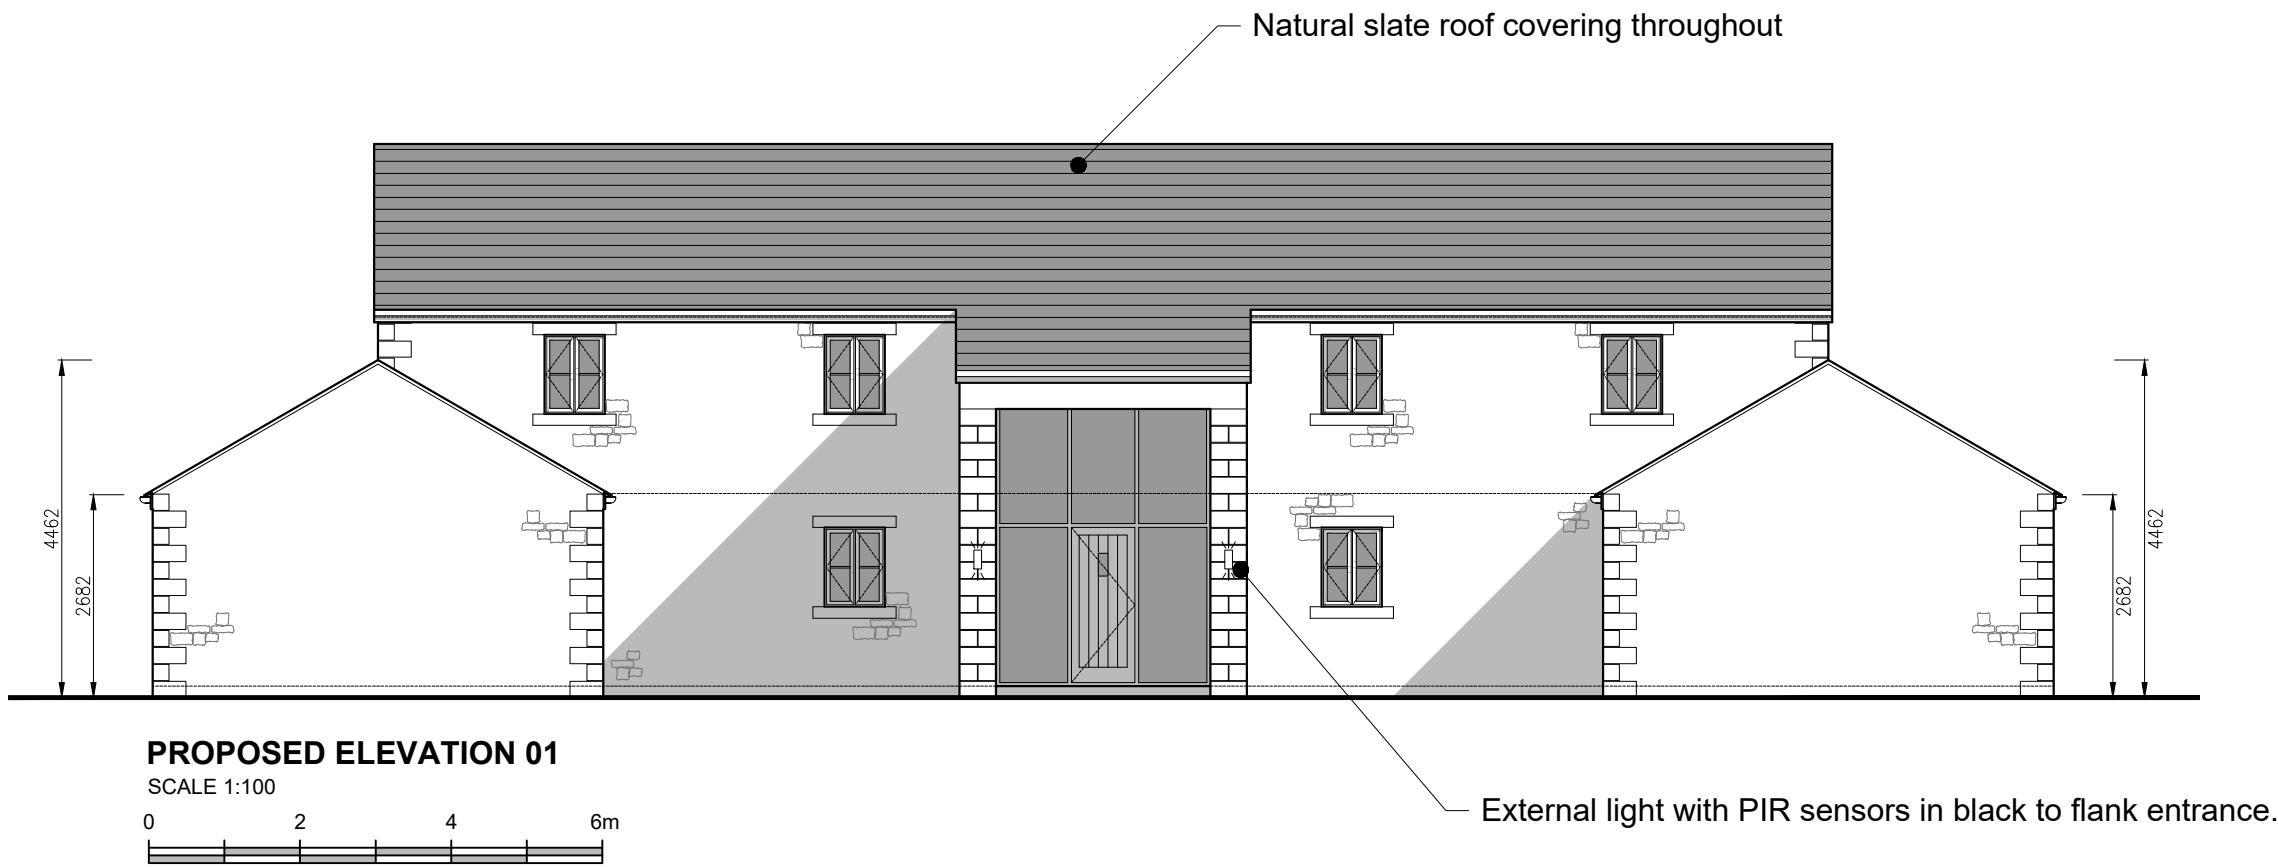 Natural slate roof covering throughout
4462
2682
4462
2682
PROPOSED ELEVATION 01
SCALE 1:100
0 2 4 6m
External light with PIR sensors in black to flank entrance.